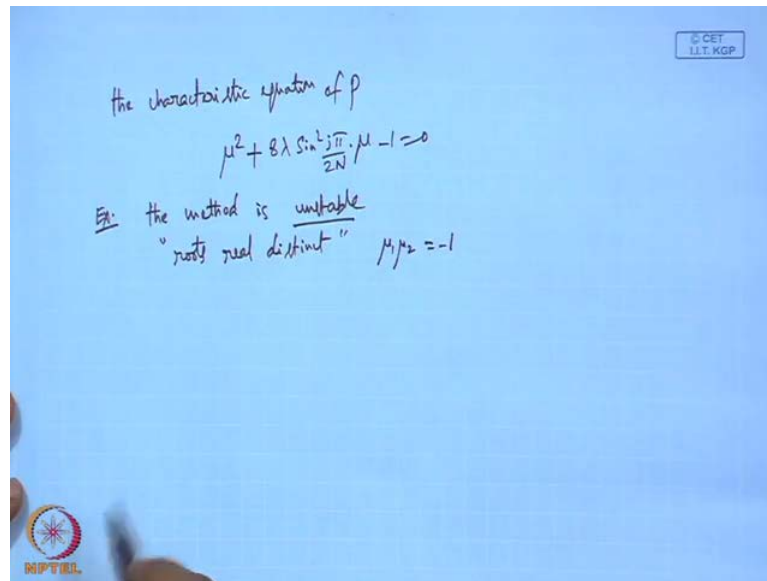 © CET
I.I.T. KGP
the characteristic equation of P
μ² + 8λ Sin² jπ/2N · μ - 1 = 0
Ex: the method is unstable
"roots real distinct" μ₁μ₂ = -1
NPTEL